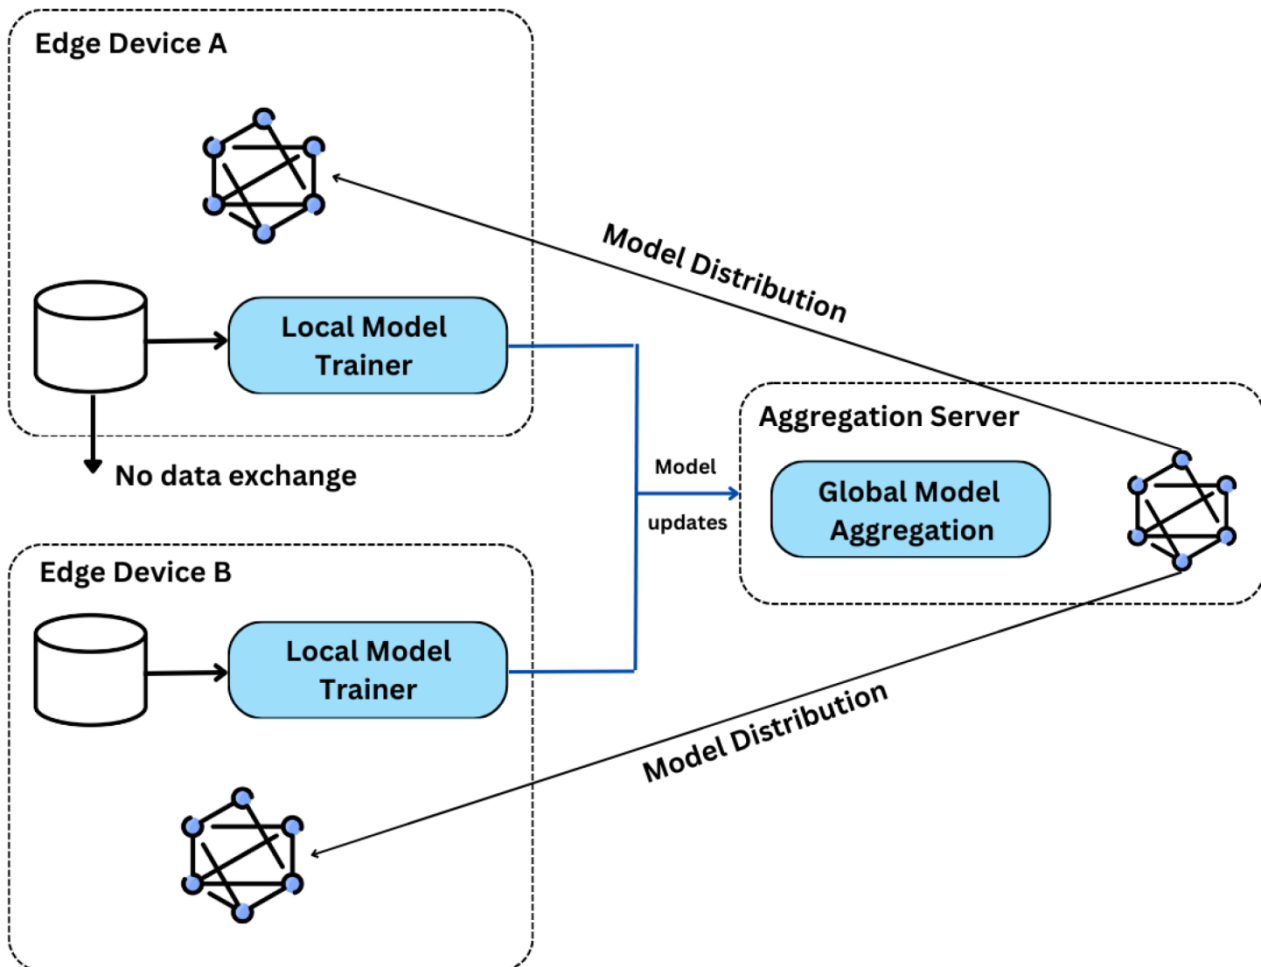 Edge Device A
Model Distribution
Local Model
Trainer
No data exchange
Aggregation Server
Model
updates
Global Model
Aggregation
Edge Device B
Local Model
Trainer
Model Distribution